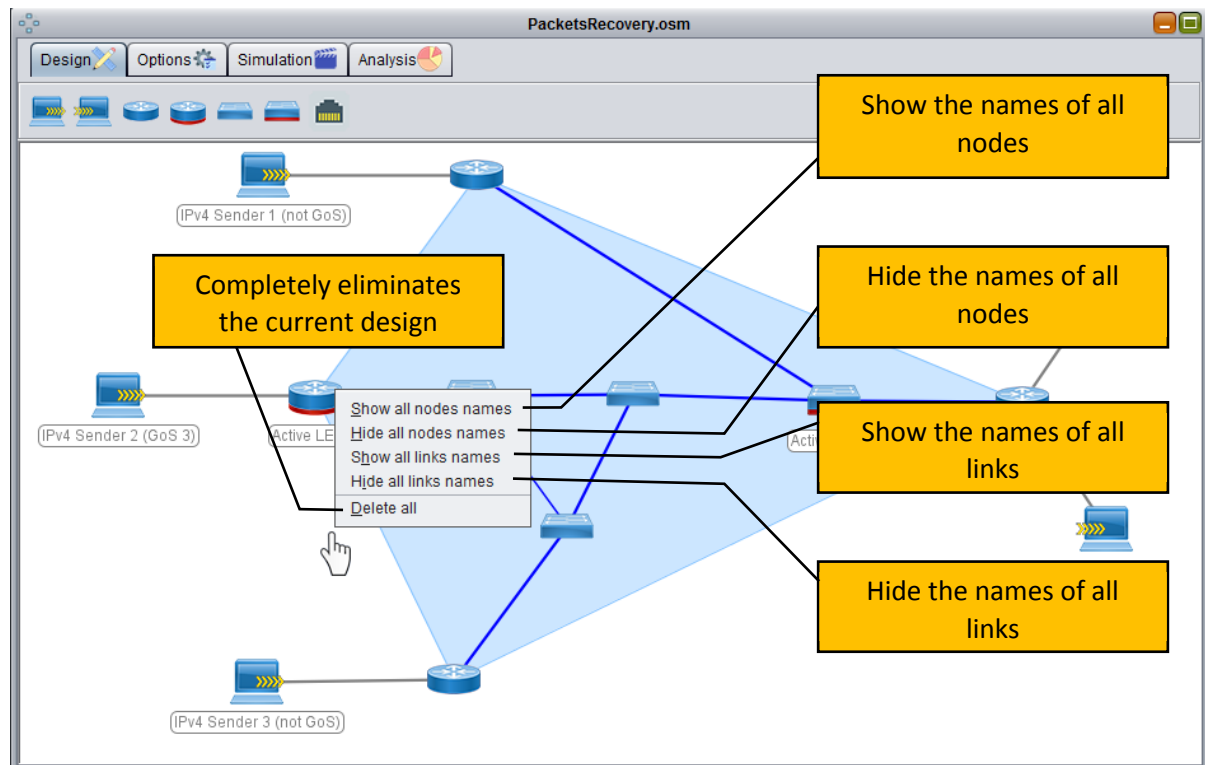 PacketsRecovery.osm
Design
Options
Simulation
Analysis
Show the names of all
nodes
(IPv4 Sender 1 (not GoS)
Completely eliminates
the current design
Hide the names of all
nodes
Show all nodes names
Hide all nodes names
Show all links names
Hide all links names
Delete all
(IPv4 Sender 2 (GoS 3)
Active
Show the names of all
links
Hide the names of all
links
(IPv4 Sender 3 (not GoS)